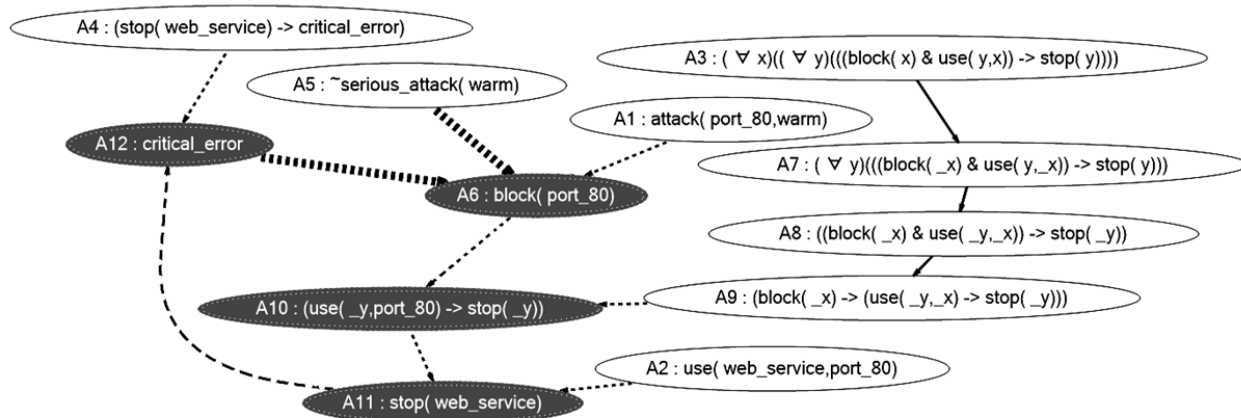 A4 : (stop( web_service) -> critical_error)
A3 : ( ∀ x)(( ∀ y)(((block( x) & use( y,x)) -> stop( y))))
A5 : ~serious_attack( warm)
A1 : attack( port_80,warm)
A12 : critical_error
A7 : ( ∀ y)(((block( _x) & use( y,_x)) -> stop( y)))
A6 : block( port_80)
A8 : ((block( _x) & use( _y,_x)) -> stop( _y))
A10 : (use( _y,port_80) -> stop( _y))
A9 : (block( _x) -> (use( _y,_x) -> stop( _y)))
A2 : use( web_service,port_80)
A11 : stop( web_service)